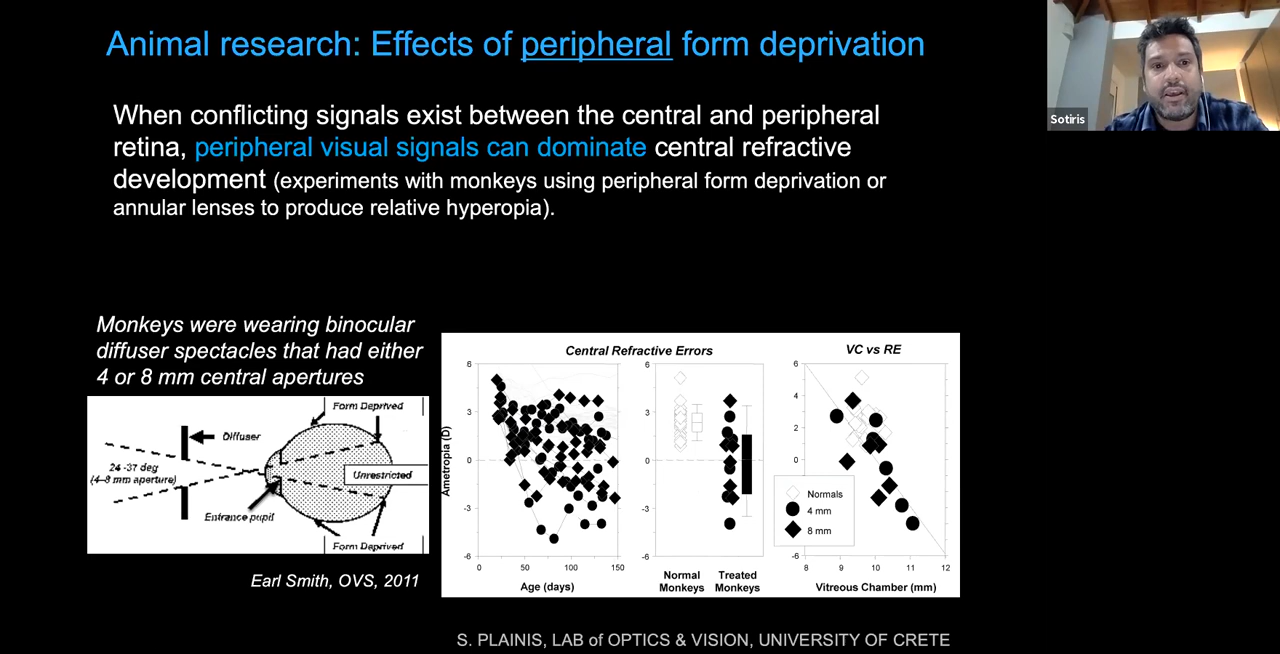 Animal research: Effects of peripheral form deprivation
Sotiris
When conflicting signals exist between the central and peripheral
retina, peripheral visual signals can dominate central refractive
development (experiments with monkeys using peripheral form deprivation or
annular lenses to produce relative hyperopia).
Monkeys were wearing binocular
diffuser spectacles that had either
4 or 8 mm central apertures
Form Deprived
Diffuser
24 -37 deg
(4-8 mm aperture)
Unrestricted
Entrance pupil
Form Deprived
Earl Smith, OVS, 2011
Central Refractive Errors
VC vs RE
Ametropia (D)
6
3
0
-3
-6
0 50 100 150
Age (days)
6
3
0
-3
-6
Normal Monkeys
Treated Monkeys
6
4
2
0
-6
Normals
4 mm
8 mm
8 9 10 11 12
Vitreous Chamber (mm)
S. PLAINIS, LAB of OPTICS & VISION, UNIVERSITY OF CRETE